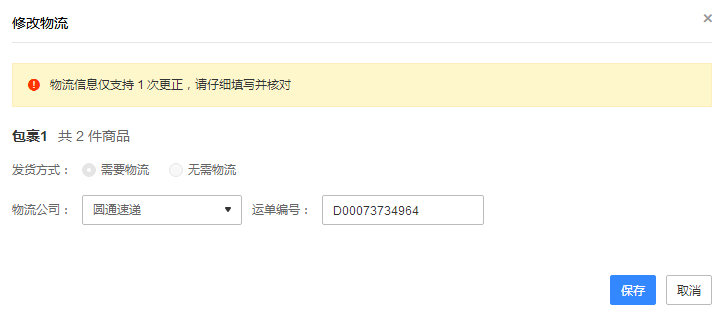 修改物流
×
物流信息仅支持 1 次更正，请仔细填写并核对
包裹1 共 2 件商品
发货方式： 需要物流 无需物流
物流公司： 圆通速递 运单编号： D00073734964
保存 取消